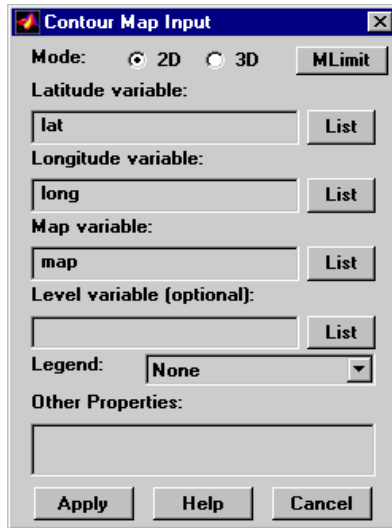 Contour Map Input
Mode: 2D 3D MLimit
Latitude variable:
lat List
Longitude variable:
long List
Map variable:
map List
Level variable (optional):
List
Legend: None
Other Properties:
Apply Help Cancel